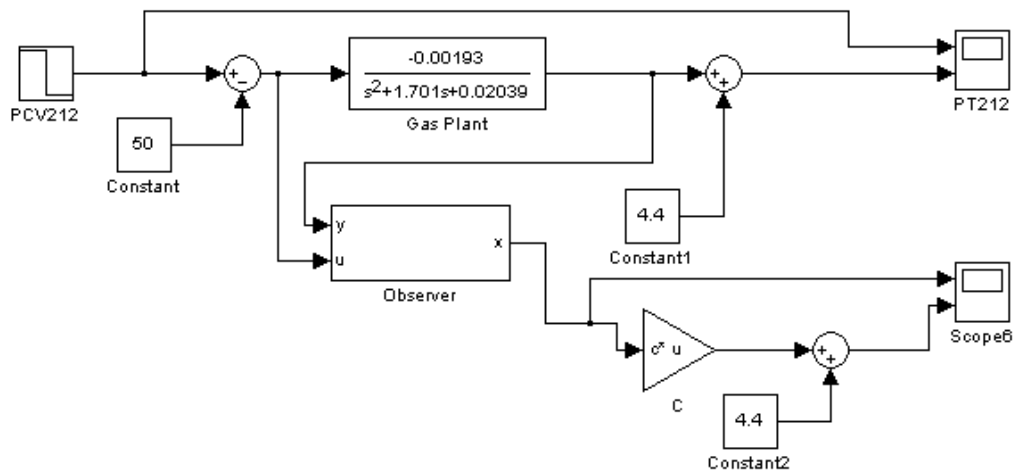 PCV212
50
Constant
-0.00193
s²+1.701s+0.02039
Gas Plant
PT212
4.4
Constant1
y
u
x
Observer
Scope6
u
C
4.4
Constant2